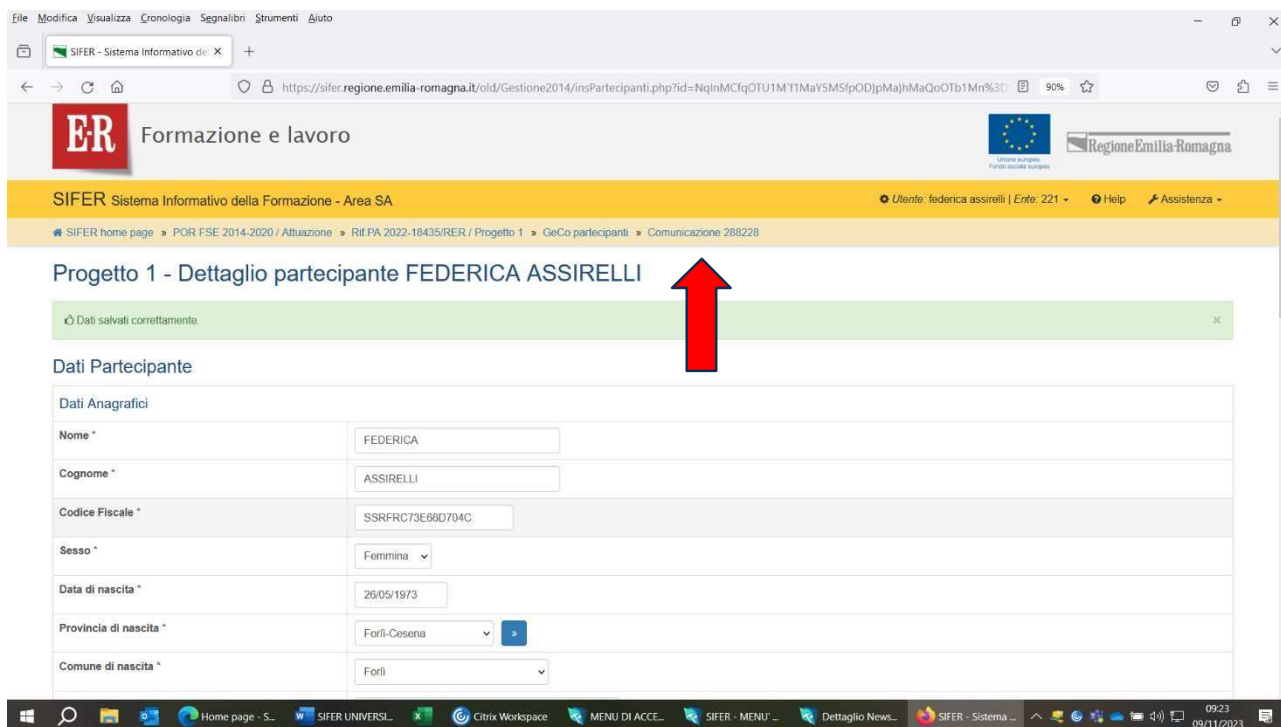 File Modifica Visualizza Cronologia Segnalibri Strumenti Aiuto
SIFER - Sistema Informativo de
https://sifer.regione.emilia-romagna.it/old/Gestione2014/insPartecipanti.php?id= 90%
E·R Formazione e lavoro
Unione europea
Fondo sociale europeo
RegioneEmilia-Romagna
SIFER Sistema Informativo della Formazione - Area SA
Utente: federica assirelli | Ente: 221 Help Assistenza
SIFER home page » POR FSE 2014-2020 / Attuazione » Rif.PA 2022-18435/RER / Progetto 1 » GeCo partecipanti » Comunicazione 288228
Progetto 1 - Dettaglio partecipante FEDERICA ASSIRELLI
Dati salvati correttamente. ×
Dati Partecipante
Dati Anagrafici
Nome * FEDERICA
Cognome * ASSIRELLI
Codice Fiscale * SSRFRC73E66D704C
Sesso * Femmina
Data di nascita * 26/05/1973
Provincia di nascita * Forlì-Cesena »
Comune di nascita * Forlì
Home page - S... SIFER UNIVERSI... Citrix Workspace MENU DI ACCE... SIFER - MENU' ... Dettaglio News... SIFER - Sistema ... 09:23
09/11/2023